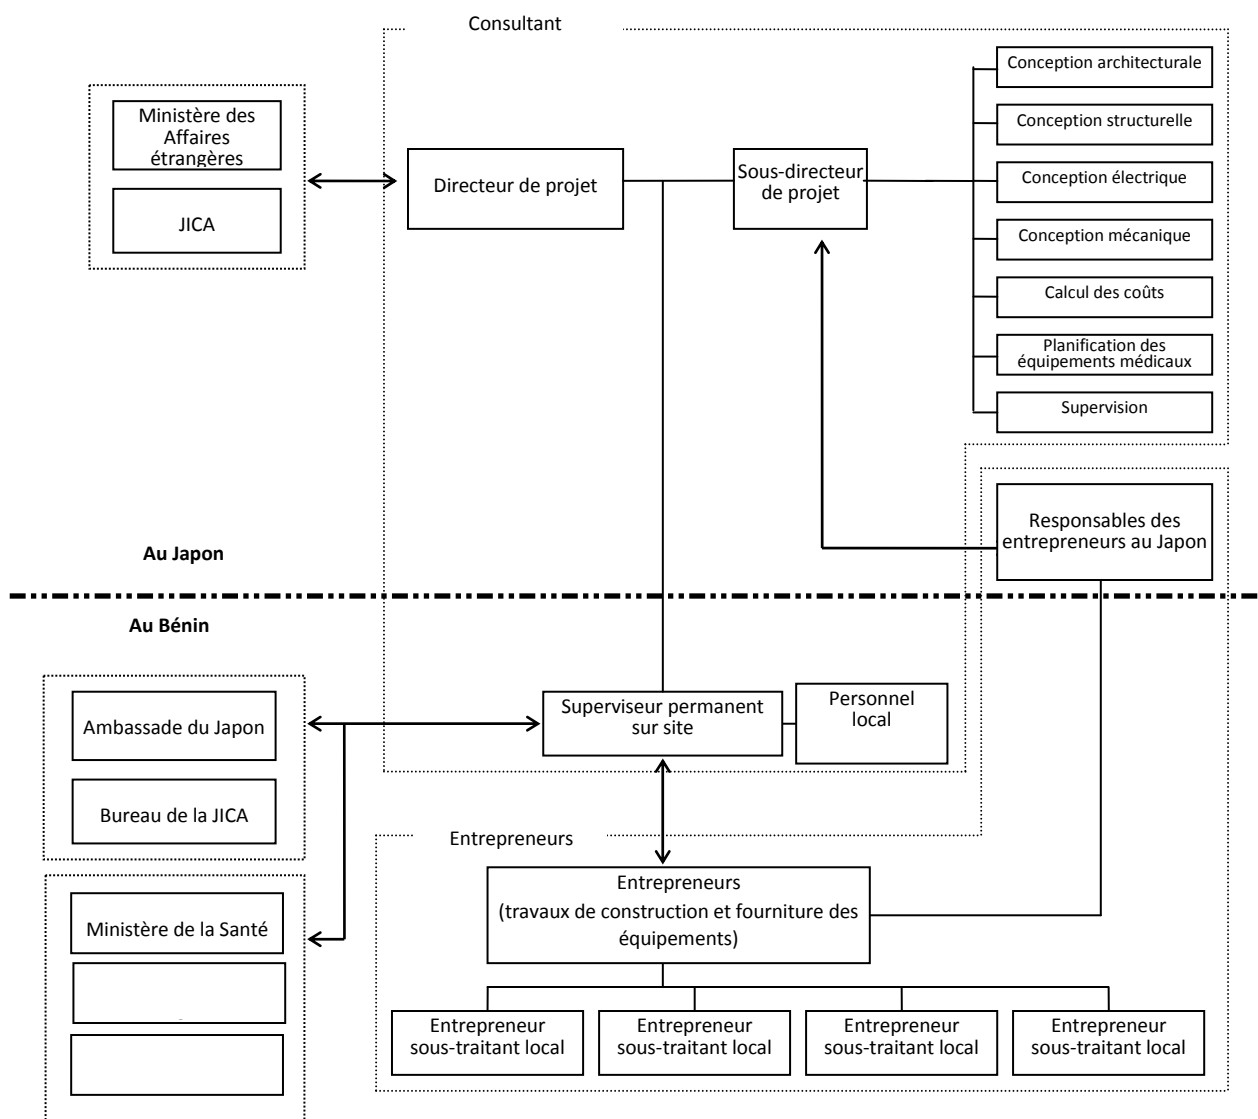 Consultant
Conception architecturale
Ministère des
Affaires
étrangères
JICA
Directeur de projet
Sous-directeur
de projet
Conception structurelle
Conception électrique
Conception mécanique
Calcul des coûts
Planification des
équipements médicaux
Supervision
Responsables des
entrepreneurs au Japon
Au Japon
Au Bénin
Ambassade du Japon
Bureau de la JICA
Superviseur permanent
sur site
Personnel
local
Entrepreneurs
Entrepreneurs
(travaux de construction et fourniture des
équipements)
Ministère de la Santé
Entrepreneur
sous-traitant local
Entrepreneur
sous-traitant local
Entrepreneur
sous-traitant local
Entrepreneur
sous-traitant local